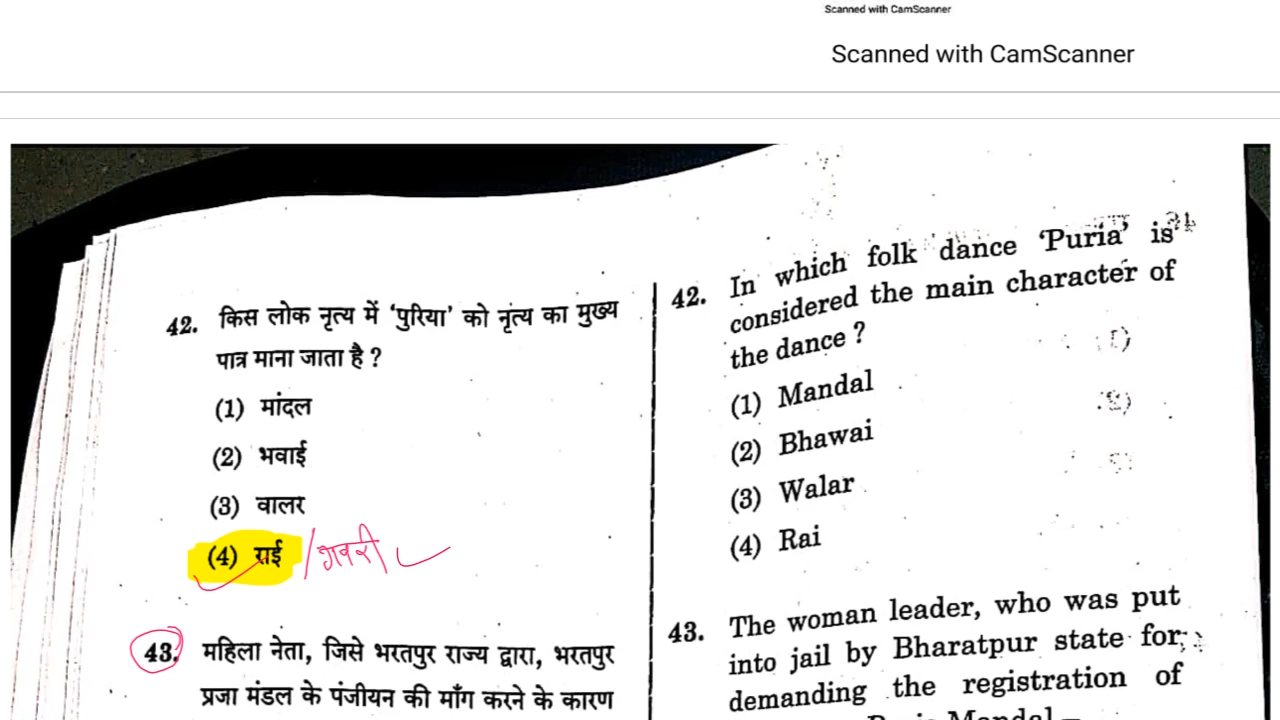 Scanned with CamScanner
Scanned with CamScanner
42. किस लोक नृत्य में ‘पुरिया’ को नृत्य का मुख्य
पात्र माना जाता है ?
(1) मांदल
(2) भवाई
(3) वालर
(4) राई / गवरी
43. महिला नेता, जिसे भरतपुर राज्य द्वारा, भरतपुर
प्रजा मंडल के पंजीयन की माँग करने के कारण
42. In which folk dance ‘Puria’ is
considered the main character of
the dance ?
(1) Mandal
(2) Bhawai
(3) Walar
(4) Rai
43. The woman leader, who was put
into jail by Bharatpur state for
demanding the registration of
Mandal –